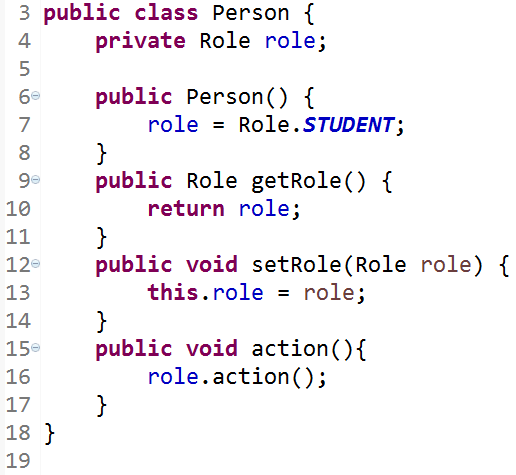 3 public class Person {
4     private Role role;
5
6     public Person() {
7         role = Role.STUDENT;
8     }
9     public Role getRole() {
10         return role;
11     }
12     public void setRole(Role role) {
13         this.role = role;
14     }
15     public void action(){
16         role.action();
17     }
18 }
19